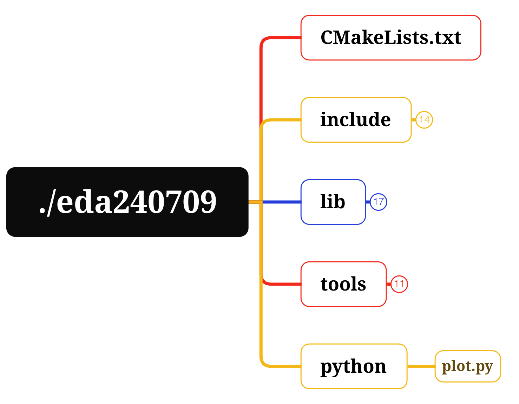 CMakeLists.txt
include
14
./eda240709
lib
17
tools
11
python
plot.py